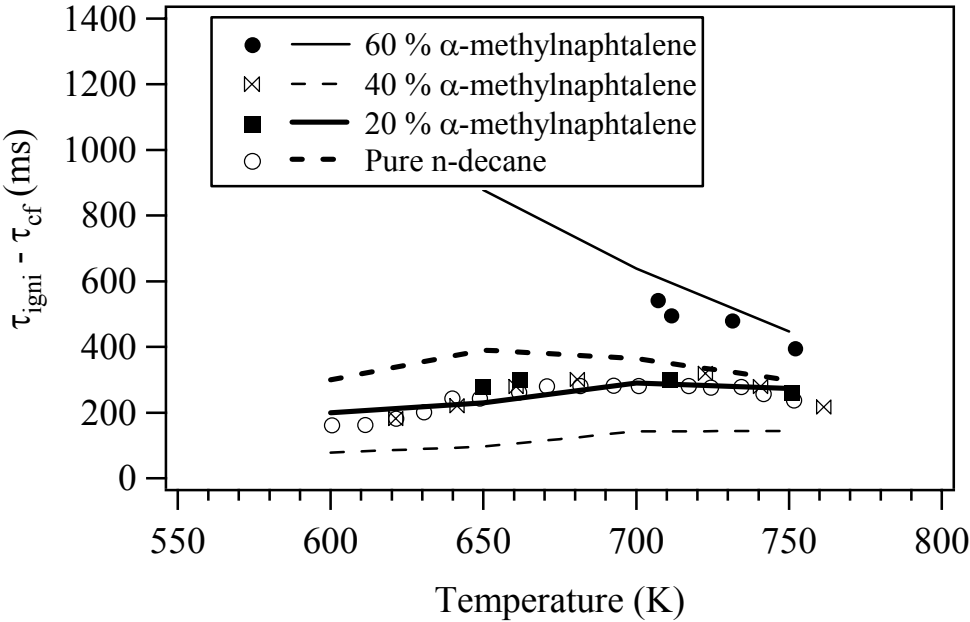 1400
1200
1000
800
600
400
200
0
τigni - τcf (ms)
60 % α-methylnaphtalene
40 % α-methylnaphtalene
20 % α-methylnaphtalene
Pure n-decane
550 600 650 700 750 800
Temperature (K)